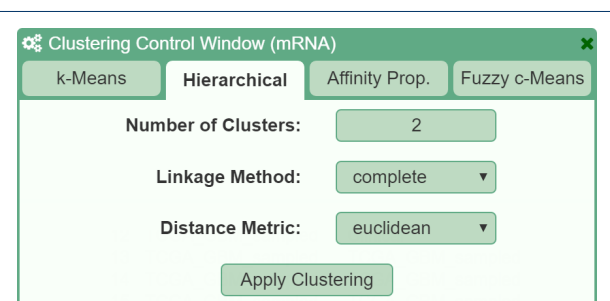 Clustering Control Window (mRNA)
k-Means Hierarchical Affinity Prop. Fuzzy c-Means
Number of Clusters: 2
Linkage Method: complete
Distance Metric: euclidean
Apply Clustering